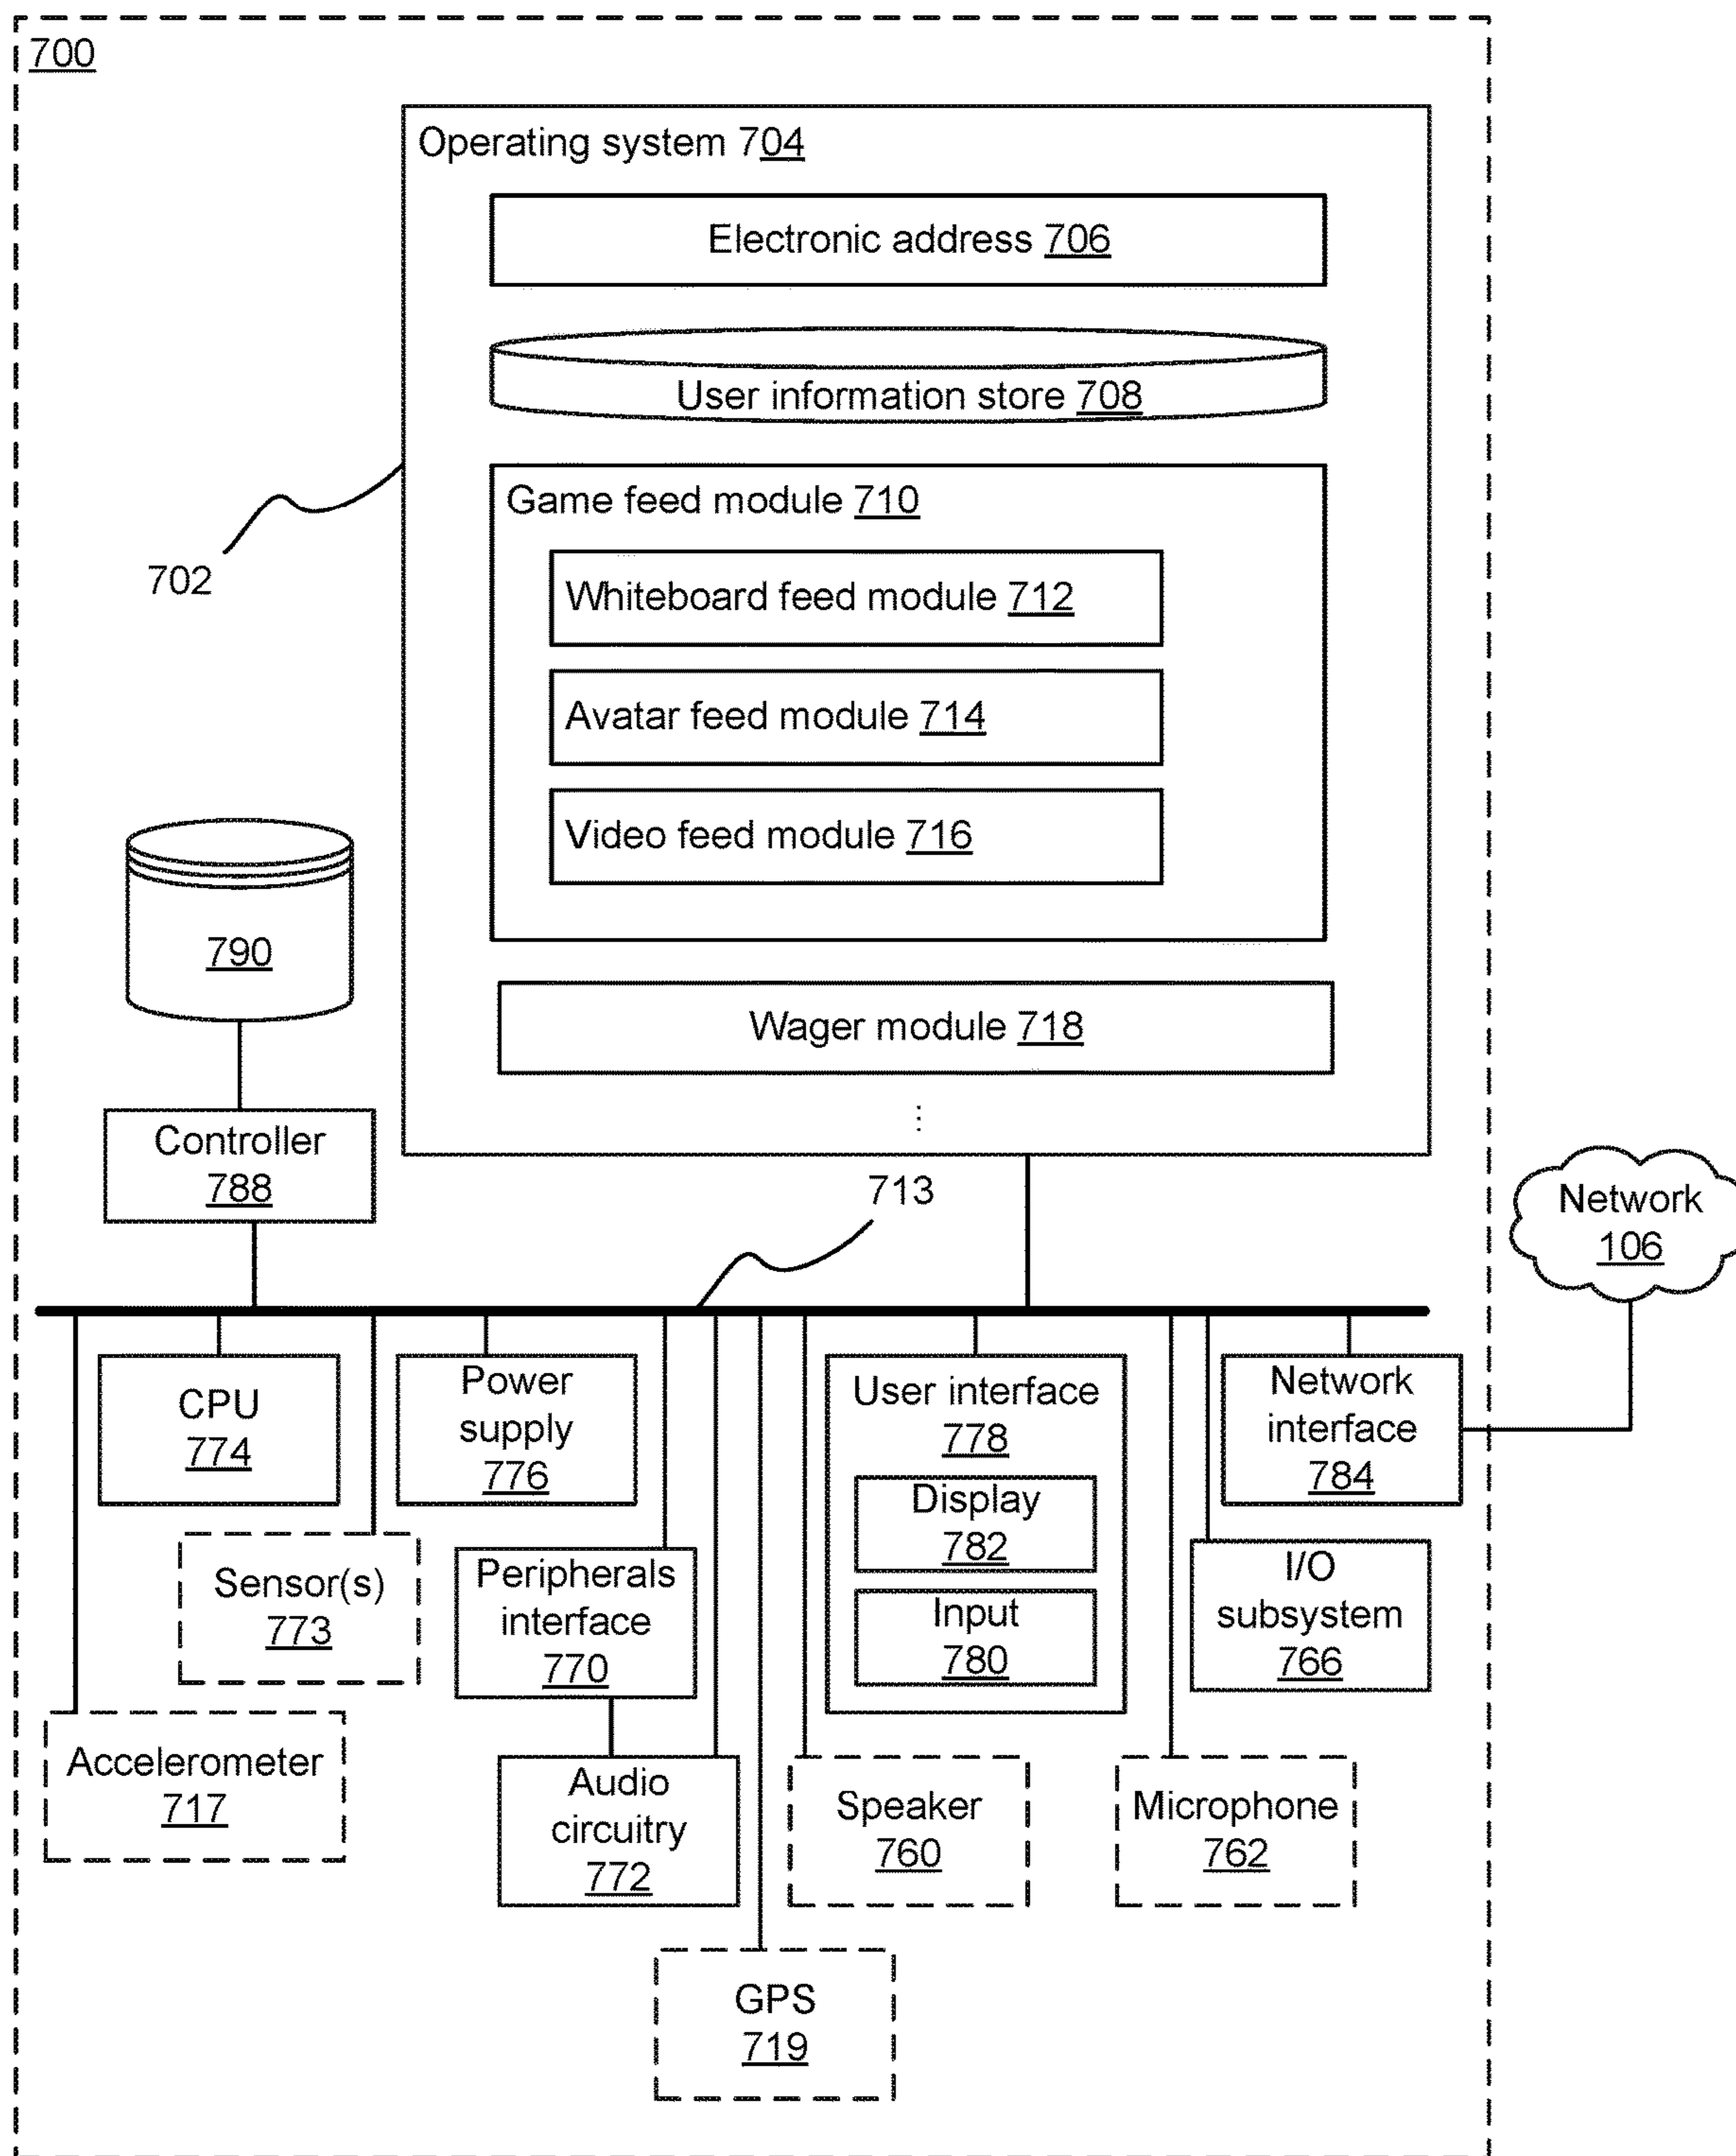 700
Operating system 704
Electronic address 706
User information store 708
Game feed module 710
702
Whiteboard feed module 712
Avatar feed module 714
Video feed module 716
790
Wager module 718
⋮
Controller
788
713
Network
106
CPU
774
Power
supply
776
User interface
778
Display
782
Input
780
Network
interface
784
Sensor(s)
773
Peripherals
interface
770
I/O
subsystem
766
Accelerometer
717
Audio
circuitry
772
Speaker
760
Microphone
762
GPS
719